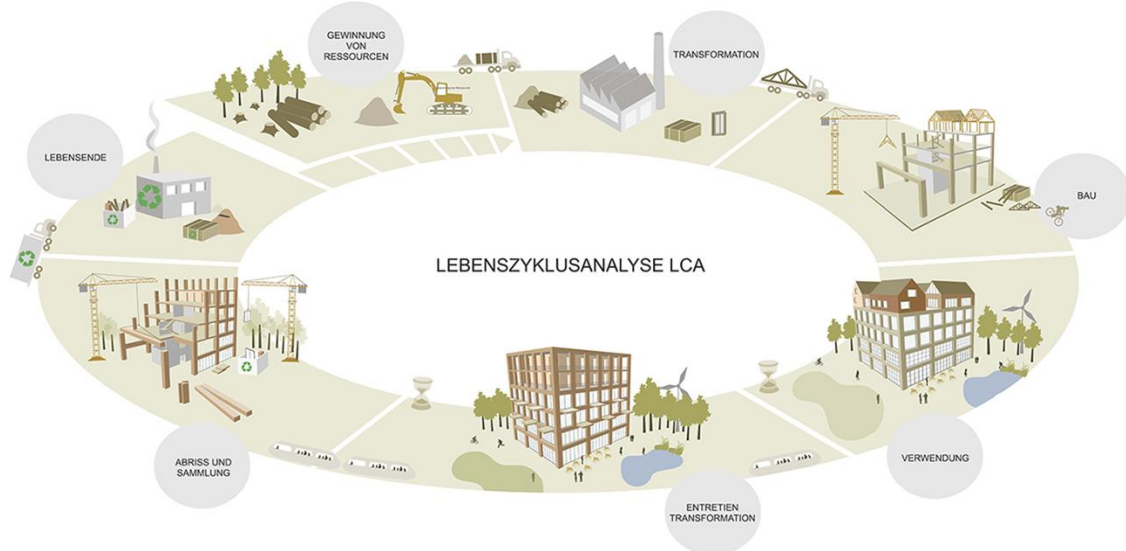 GEWINNUNG
VON
RESSOURCEN
TRANSFORMATION
LEBENSENDE
BAU
LEBENSZYKLUSANALYSE LCA
VERWENDUNG
ABRISS UND
SAMMLUNG
ENTRETIEN
TRANSFORMATION